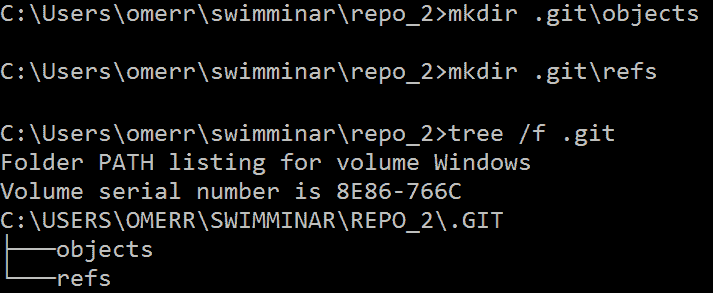 C:\Users\omerr\swimminar\repo_2>mkdir .git\objects
C:\Users\omerr\swimminar\repo_2>mkdir .git\refs
C:\Users\omerr\swimminar\repo_2>tree /f .git
Folder PATH listing for volume Windows
Volume serial number is 8E86-766C
C:\USERS\OMERR\SWIMMINAR\REPO_2\.GIT
├───objects
└───refs